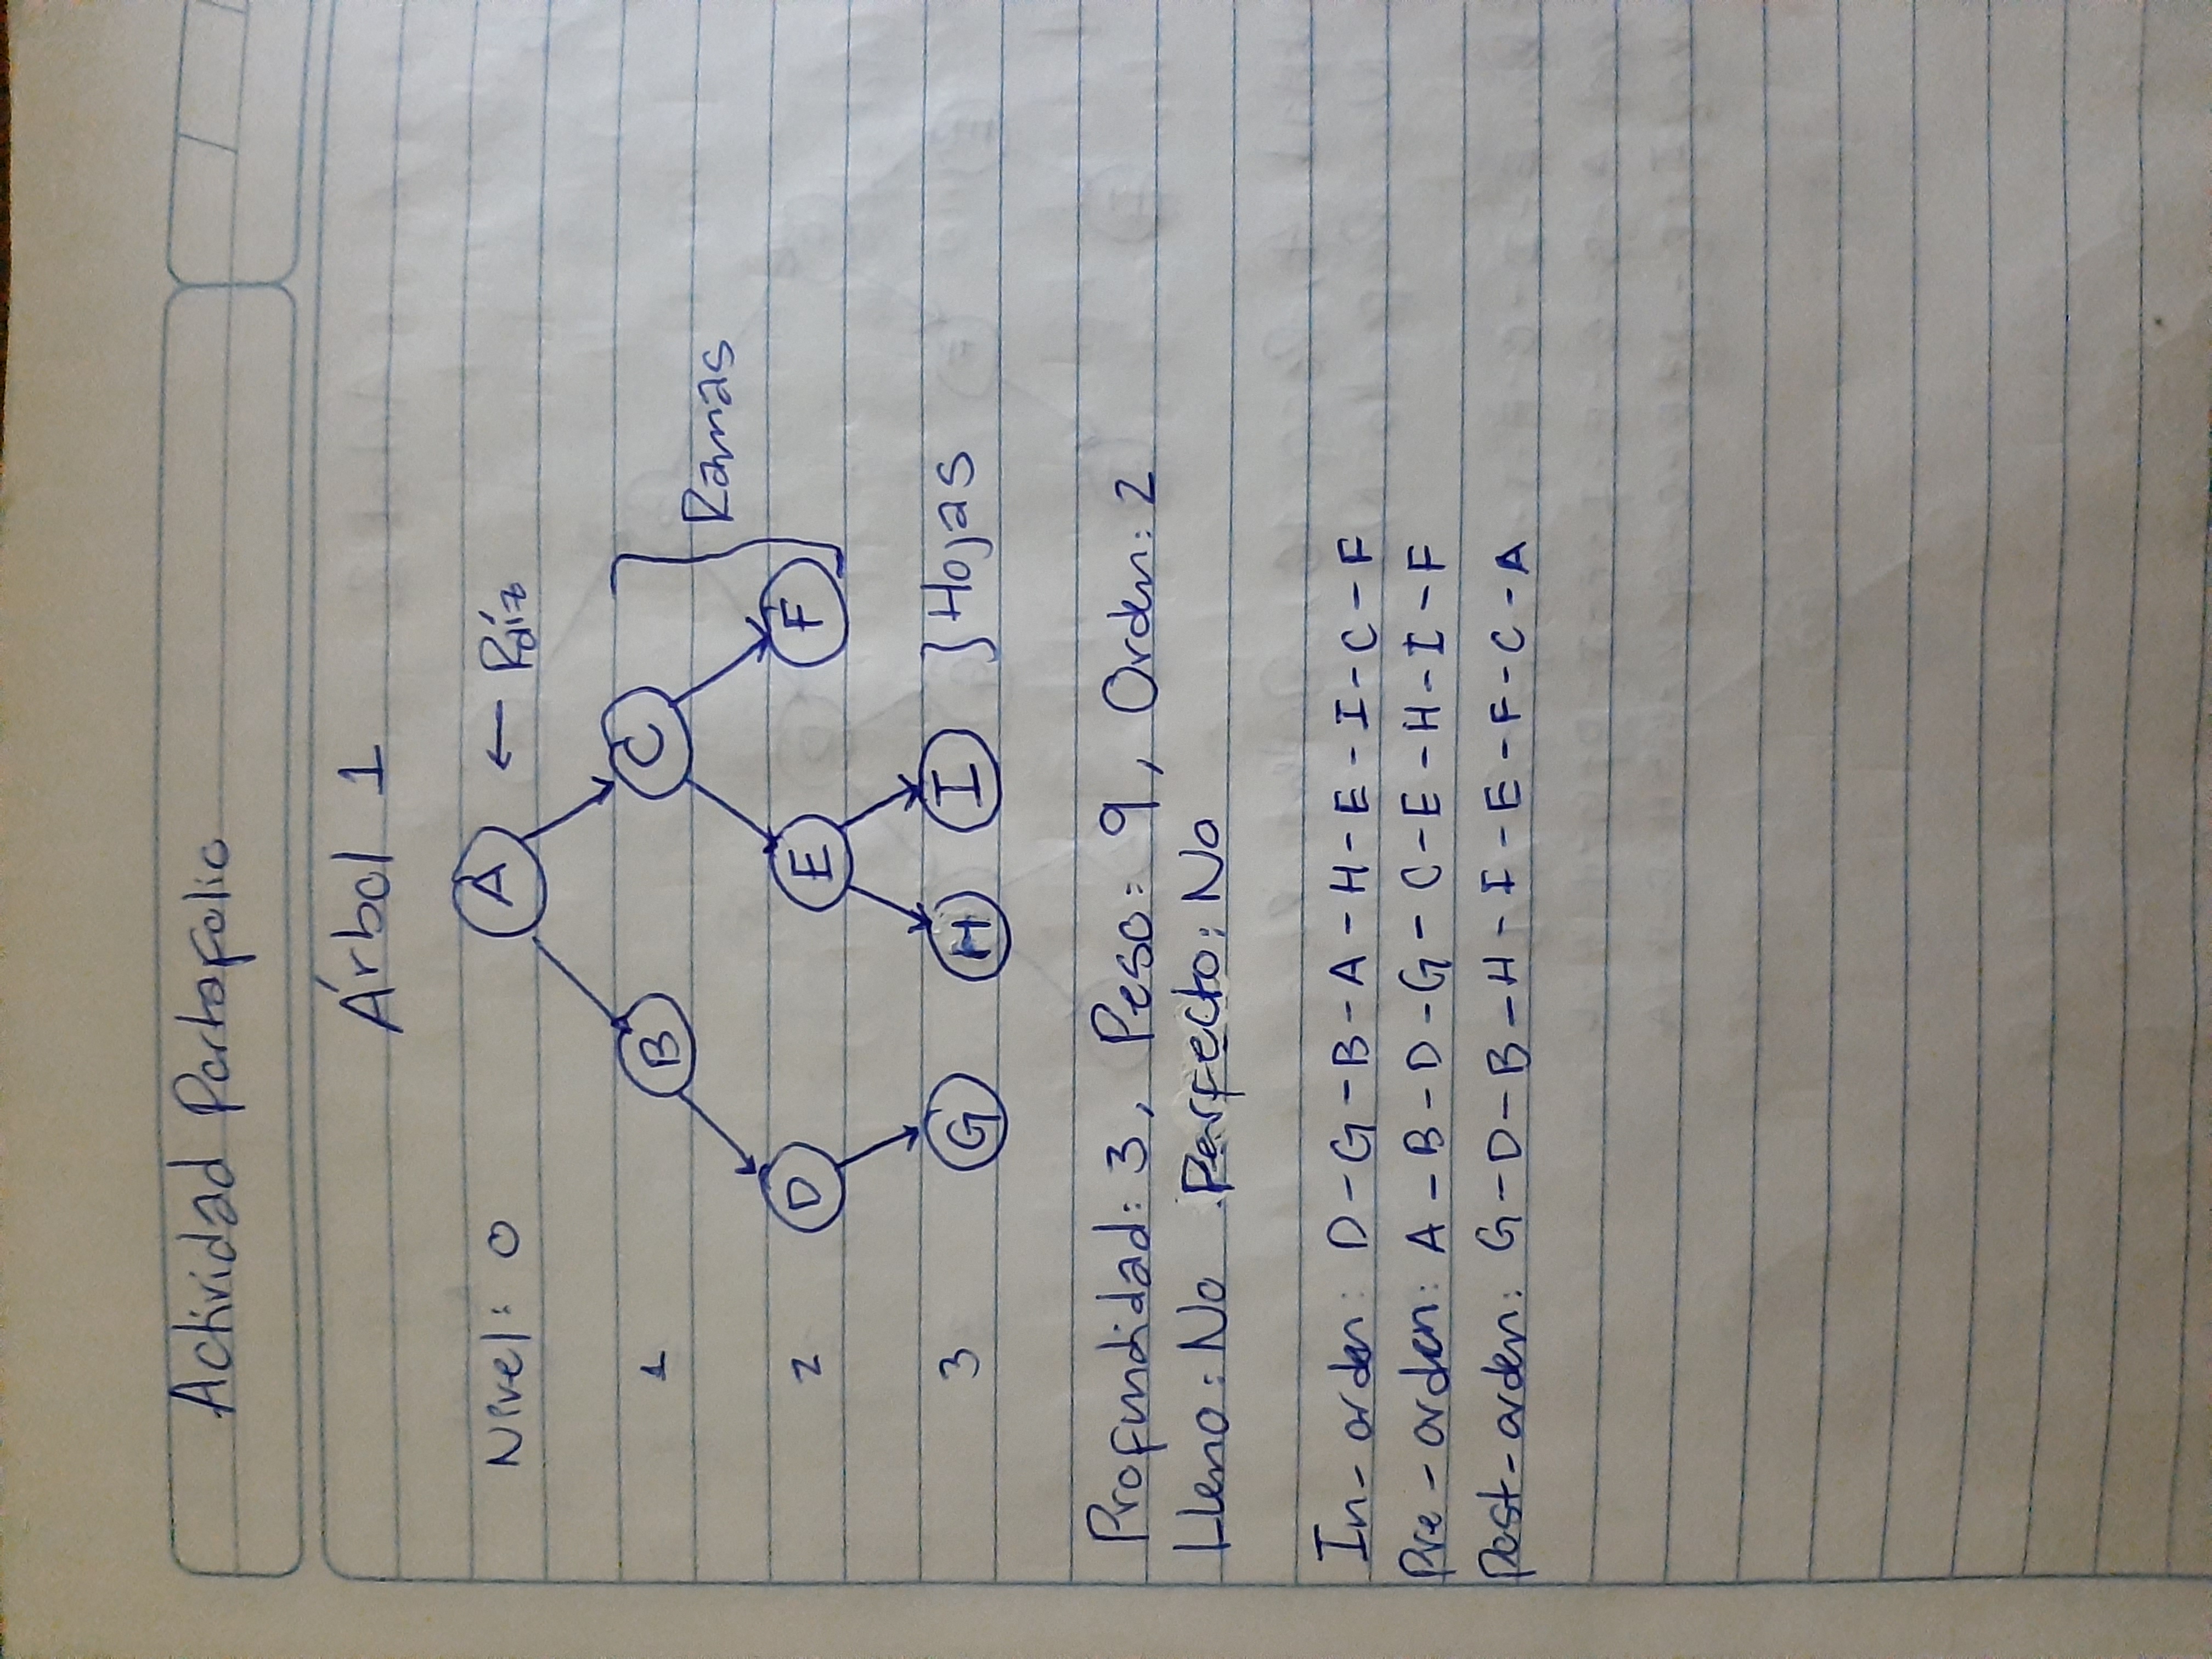 Actividad Portafolio
Árbol 1
Nivel: 0 A ← Raíz
1 B C
Ramas
2 D E F
3 G H I } Hojas
Profundidad: 3, Peso: 9, Orden: 2
Lleno: No Perfecto: No
In-orden: D-G-B-A-H-E-I-C-F
Pre-orden: A-B-D-G-C-E-H-I-F
Post-orden: G-D-B-H-I-E-F-C-A